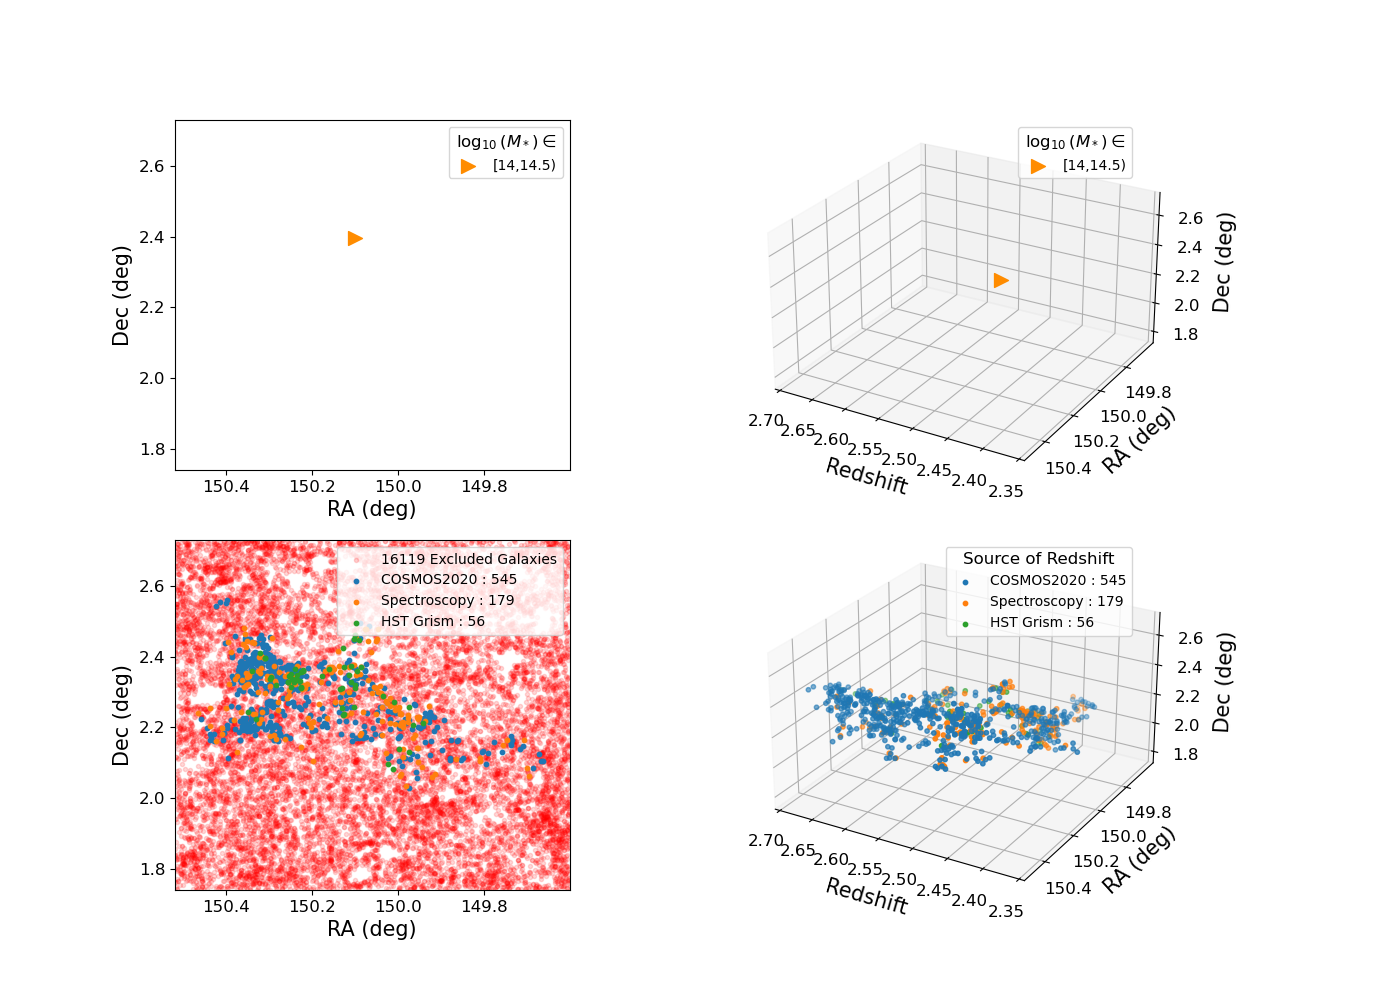 log₁₀ (M*) ∈
[14,14.5)
2.6
2.4
2.2
2.0
1.8
Dec (deg)
150.4 150.2 150.0 149.8
RA (deg)
log₁₀ (M*) ∈
[14,14.5)
2.6
2.4
2.2
2.0
1.8
Dec (deg)
149.8
150.0
150.2
150.4
RA (deg)
2.70
2.65
2.60
2.55
2.50
2.45
2.40
2.35
Redshift
16119 Excluded Galaxies
COSMOS2020 : 545
Spectroscopy : 179
HST Grism : 56
2.6
2.4
2.2
2.0
1.8
Dec (deg)
150.4 150.2 150.0 149.8
RA (deg)
Source of Redshift
COSMOS2020 : 545
Spectroscopy : 179
HST Grism : 56
2.6
2.4
2.2
2.0
1.8
Dec (deg)
149.8
150.0
150.2
150.4
RA (deg)
2.70
2.65
2.60
2.55
2.50
2.45
2.40
2.35
Redshift